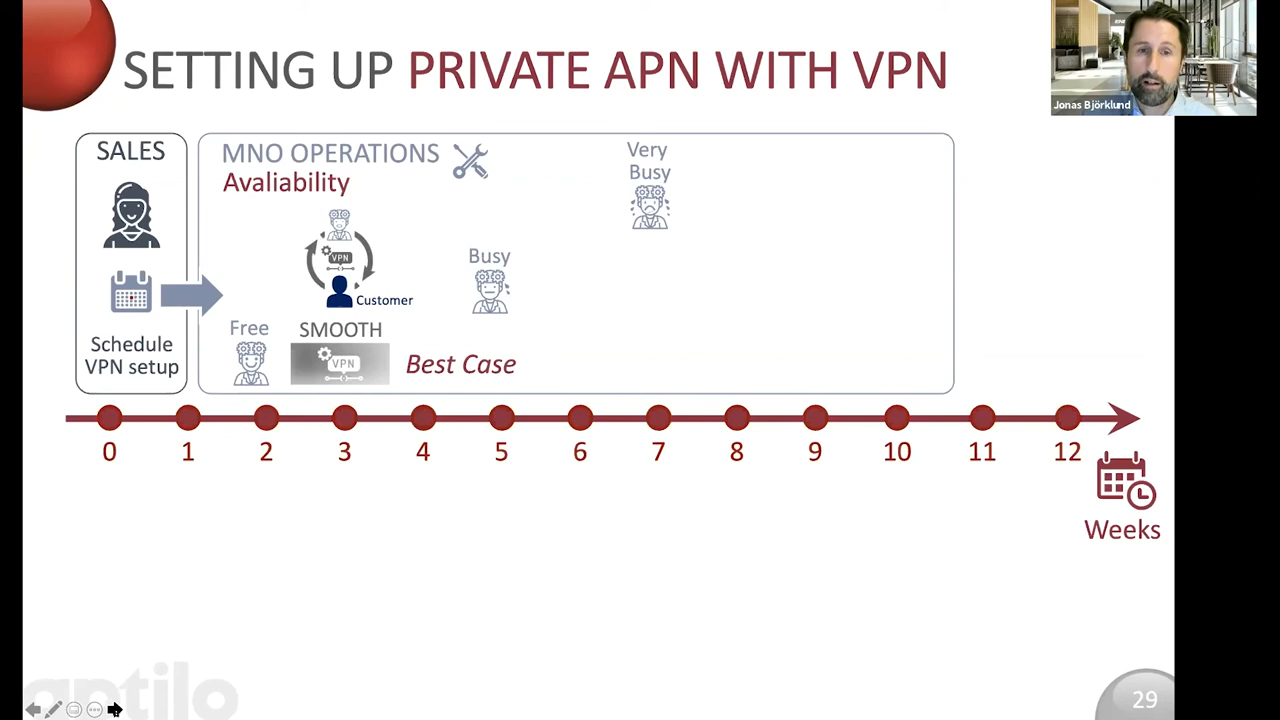 SETTING UP PRIVATE APN WITH VPN
Jonas Björklund
SALES
Schedule
VPN setup
MNO OPERATIONS
Avaliability
VPN
Customer
Free
SMOOTH
VPN
Best Case
Busy
Very
Busy
0 1 2 3 4 5 6 7 8 9 10 11 12
Weeks
aptilo
29